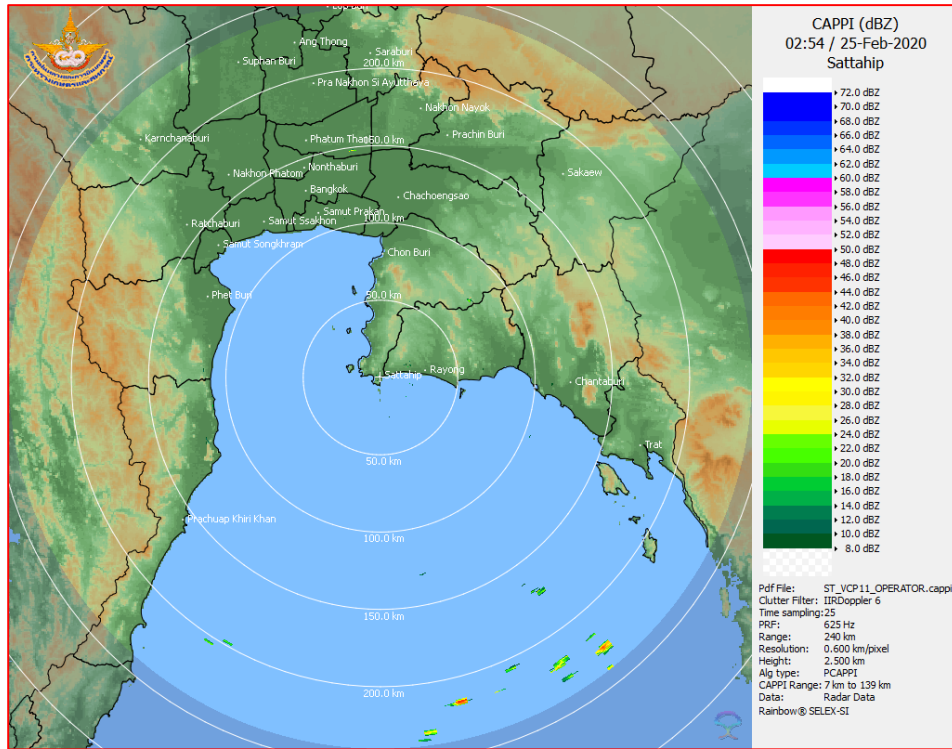 Lop Buri
Ang Thong
Saraburi
Suphan Buri
200.0 km
Pra Nakhon Si Ayutthaya
Nakhon Nayok
Karnchanaburi
Phatum Thani
150.0 km
Prachin Buri
Nonthaburi
Nakhon Phatom
Sakaew
Bangkok
Chachoengsao
Samut Prakan
Ratchaburi
Samut Ssakhon
100.0 km
Samut Songkhram
Chon Buri
Phet Buri
50.0 km
Sattahip
Rayong
Chantaburi
Trat
50.0 km
Prachuap Khiri Khan
100.0 km
150.0 km
200.0 km
CAPPI (dBZ)
02:54 / 25-Feb-2020
Sattahip
72.0 dBZ
70.0 dBZ
68.0 dBZ
66.0 dBZ
64.0 dBZ
62.0 dBZ
60.0 dBZ
58.0 dBZ
56.0 dBZ
54.0 dBZ
52.0 dBZ
50.0 dBZ
48.0 dBZ
46.0 dBZ
44.0 dBZ
42.0 dBZ
40.0 dBZ
38.0 dBZ
36.0 dBZ
34.0 dBZ
32.0 dBZ
30.0 dBZ
28.0 dBZ
26.0 dBZ
24.0 dBZ
22.0 dBZ
20.0 dBZ
18.0 dBZ
16.0 dBZ
14.0 dBZ
12.0 dBZ
10.0 dBZ
8.0 dBZ
Pdf File: ST_VCP11_OPERATOR.cappi
Clutter Filter: IIRDoppler 6
Time sampling:25
PRF: 625 Hz
Range: 240 km
Resolution: 0.600 km/pixel
Height: 2.500 km
Alg type: PCAPPI
CAPPI Range: 7 km to 139 km
Data: Radar Data
Rainbow® SELEX-SI